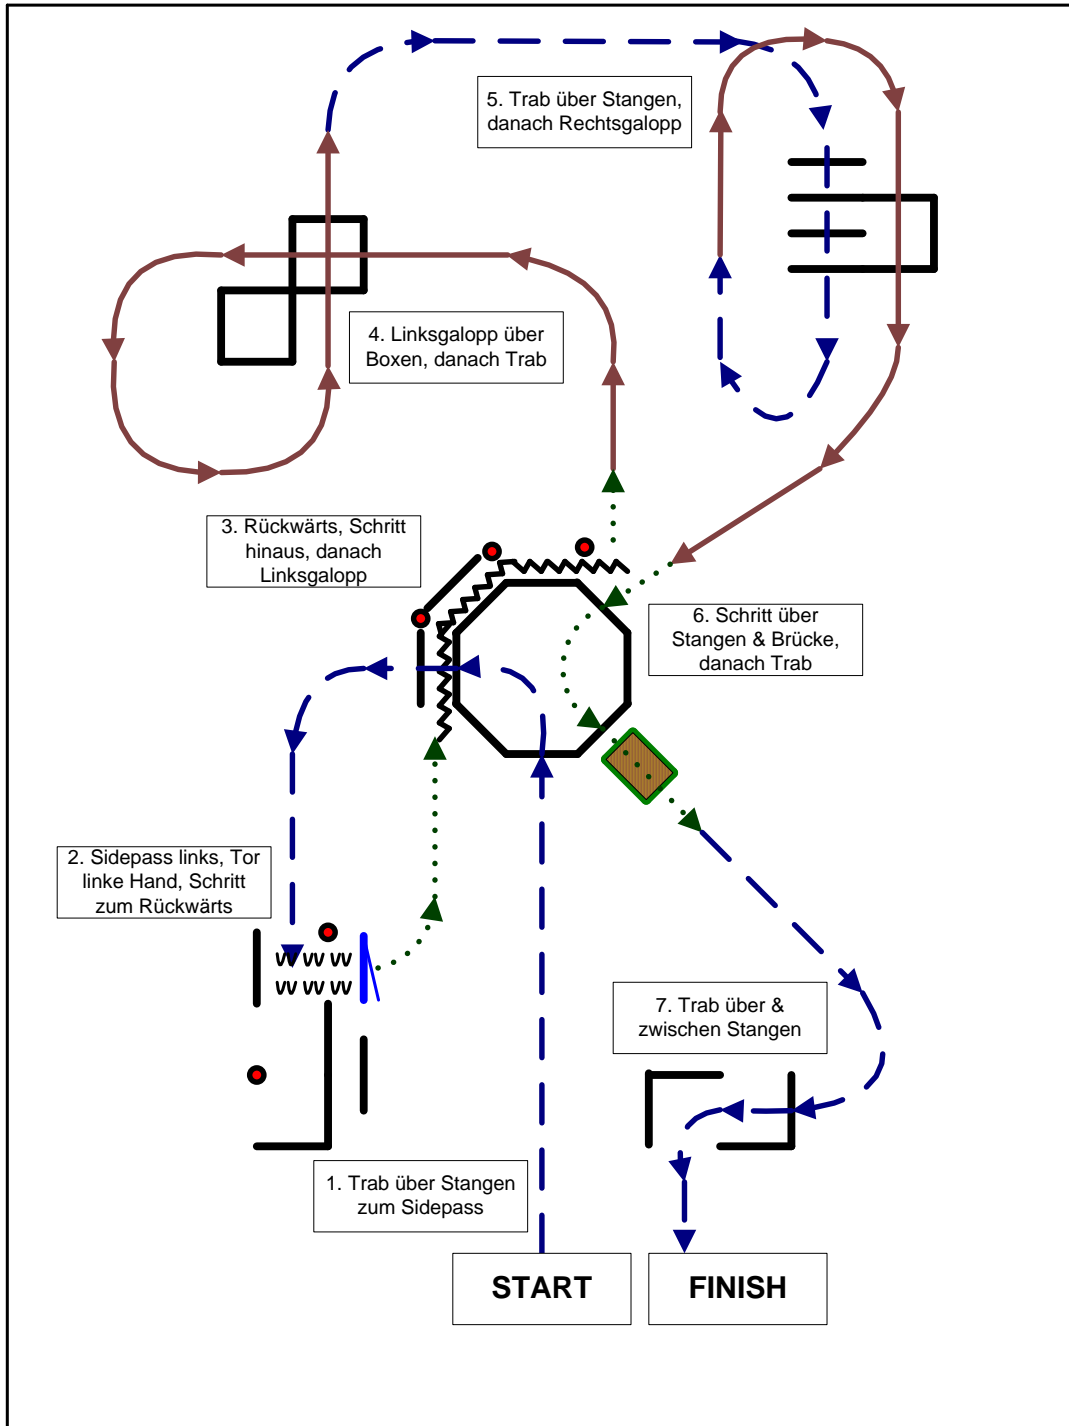 5. Trab über Stangen,
danach Rechtsgalopp
4. Linksgalopp über
Boxen, danach Trab
3. Rückwärts, Schritt
hinaus, danach
Linksgalopp
6. Schritt über
Stangen & Brücke,
danach Trab
2. Sidepass links, Tor
linke Hand, Schritt
zum Rückwärts
7. Trab über &
zwischen Stangen
1. Trab über Stangen
zum Sidepass
START
FINISH